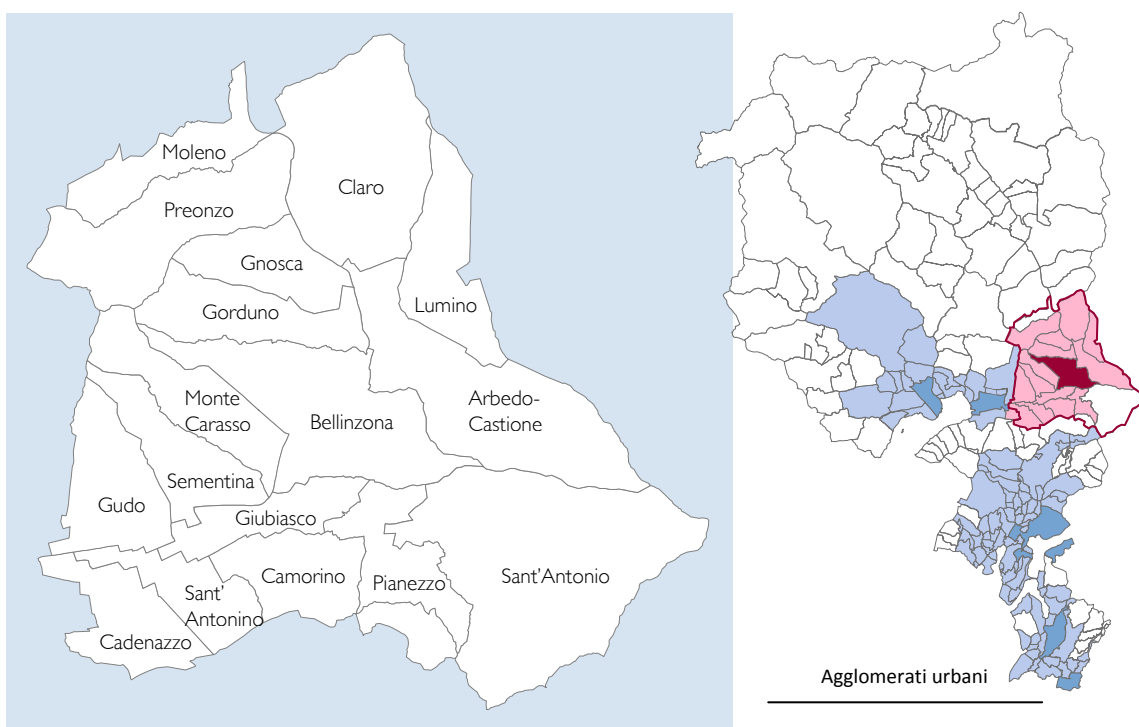 Moleno
Claro
Preonzo
Gnosca
Lumino
Gorduno
Monte
Carasso
Bellinzona
Arbedo-
Castione
Sementina
Gudo
Giubiasco
Camorino
Pianezzo
Sant'Antonio
Sant'
Antonino
Cadenazzo
Agglomerati urbani